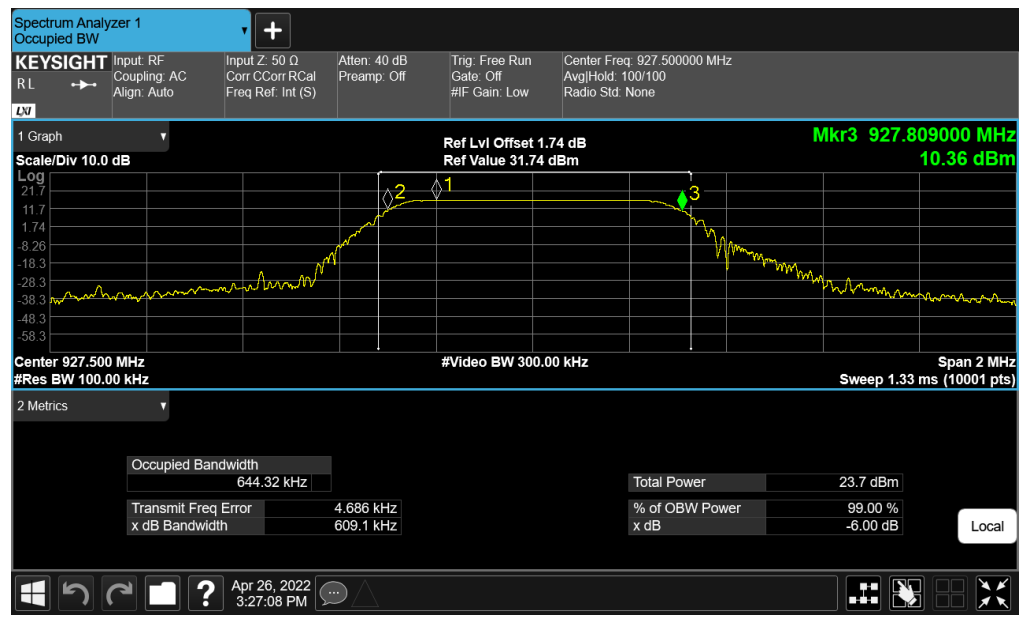 Spectrum Analyzer 1
Occupied BW
KEYSIGHT
R L
LXI
Input: RF
Coupling: AC
Align: Auto
Input Z: 50 Ω
Corr CCorr RCal
Freq Ref: Int (S)
Atten: 40 dB
Preamp: Off
Trig: Free Run
Gate: Off
#IF Gain: Low
Center Freq: 927.500000 MHz
Avg|Hold: 100/100
Radio Std: None
1 Graph
Scale/Div 10.0 dB
Ref Lvl Offset 1.74 dB
Ref Value 31.74 dBm
Mkr3 927.809000 MHz
10.36 dBm
Log
21.7
11.7
1.74
-8.26
-18.3
-28.3
-38.3
-48.3
-58.3
2
1
3
Center 927.500 MHz
#Video BW 300.00 kHz
Span 2 MHz
#Res BW 100.00 kHz
Sweep 1.33 ms (10001 pts)
2 Metrics
Occupied Bandwidth
644.32 kHz
Total Power 23.7 dBm
Transmit Freq Error 4.686 kHz
% of OBW Power 99.00 %
x dB Bandwidth 609.1 kHz
x dB -6.00 dB
Local
?
Apr 26, 2022
3:27:08 PM